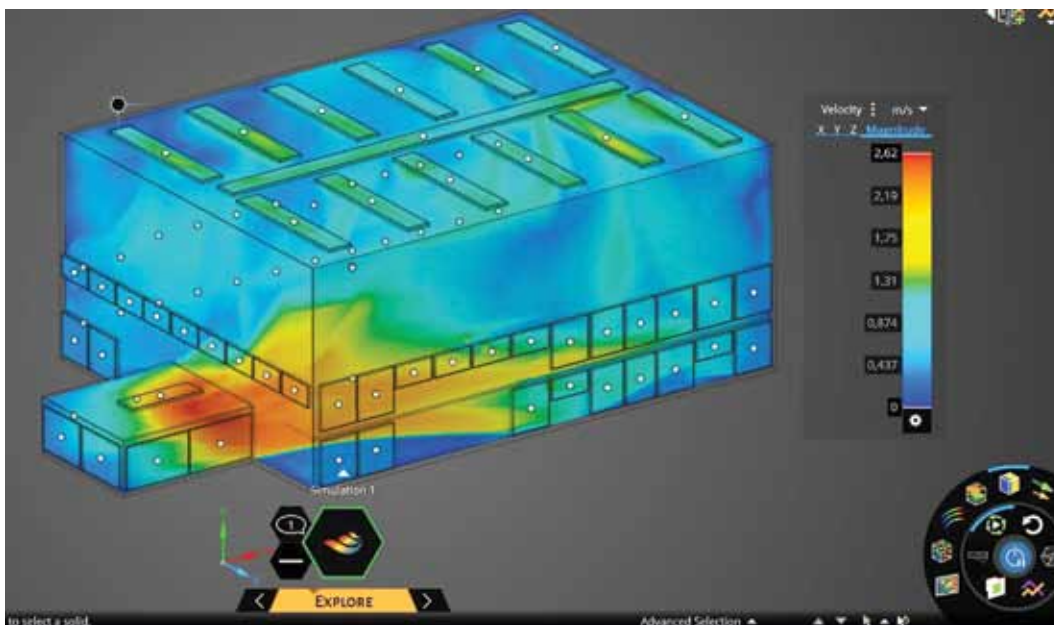 Velocity m/s
X Y Z Magnitude
2,62
2,19
1,75
1,31
0,874
0,437
0
Simulation 1
1
EXPLORE
to select a solid.
Advanced Selection